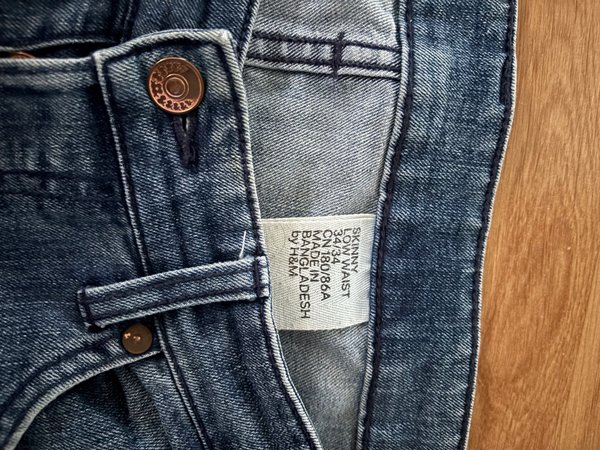 SKINNY
LOW WAIST
34/34
CN 180/86A
MADE IN
BANGLADESH
by H&M